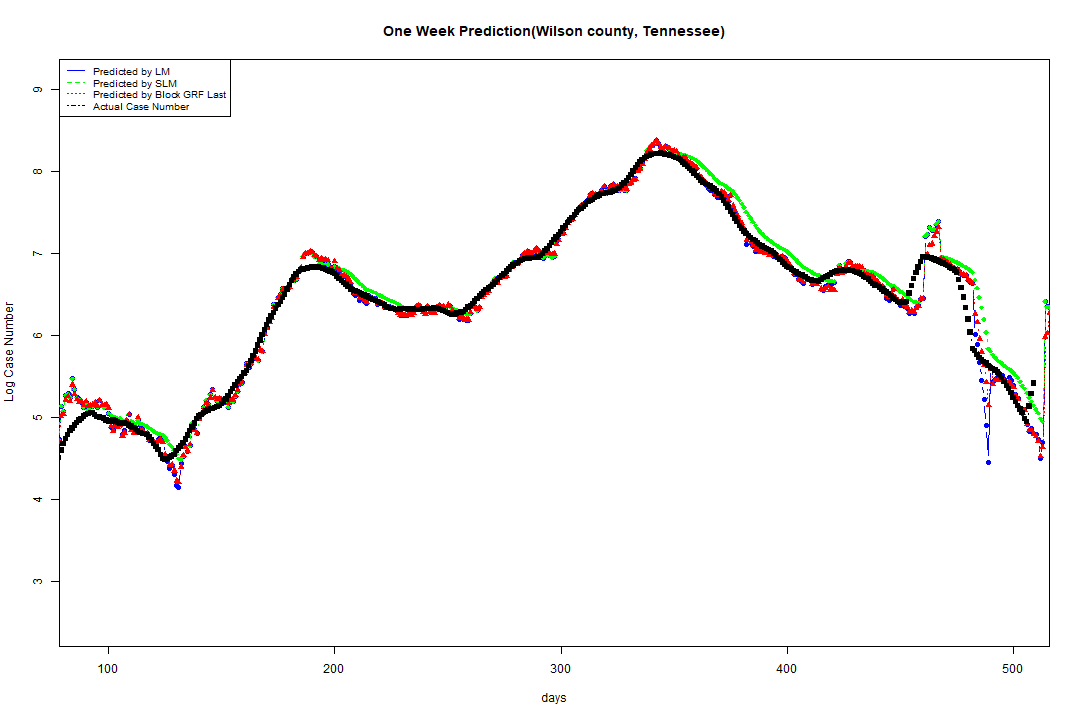 One Week Prediction(Wilson county, Tennessee)
Predicted by LM
Predicted by SLM
Predicted by Block GRF Last
Actual Case Number
9
8
7
6
5
4
3
Log Case Number
100 200 300 400 500
days